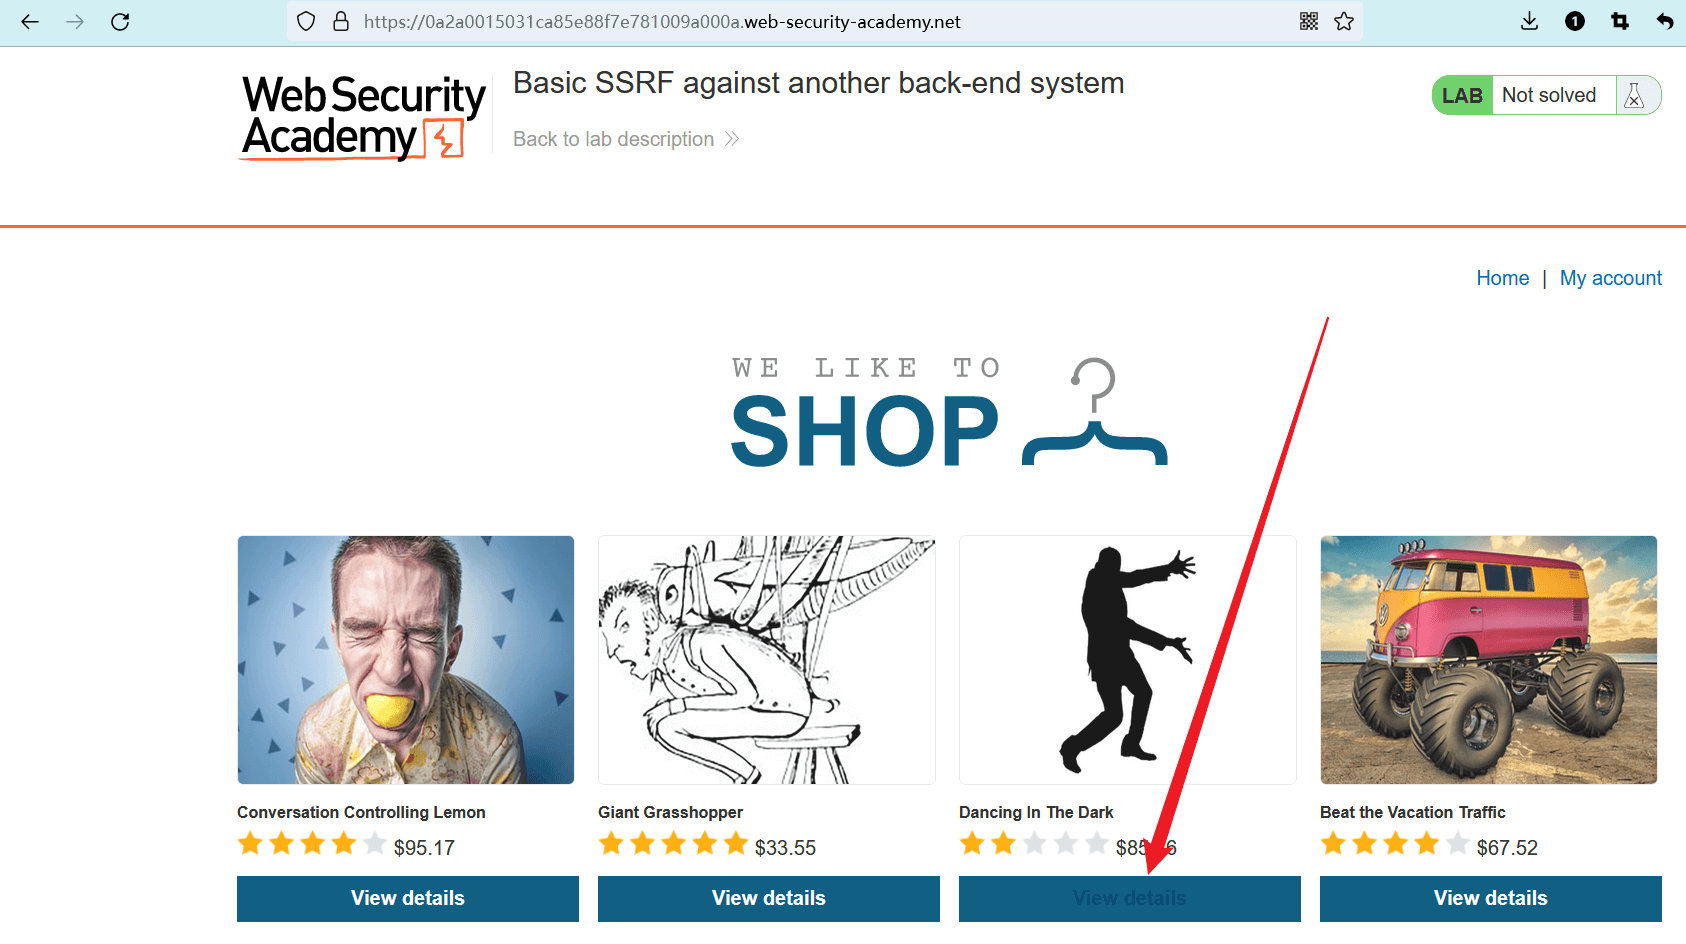 https://0a2a0015031ca85e88f7e781009a000a.web-security-academy.net
1
Web Security
Academy
Basic SSRF against another back-end system
Back to lab description
LAB Not solved
Home | My account
WE LIKE TO
SHOP
Conversation Controlling Lemon
$95.17
View details
Giant Grasshopper
$33.55
View details
Dancing In The Dark
View details
Beat the Vacation Traffic
$67.52
View details